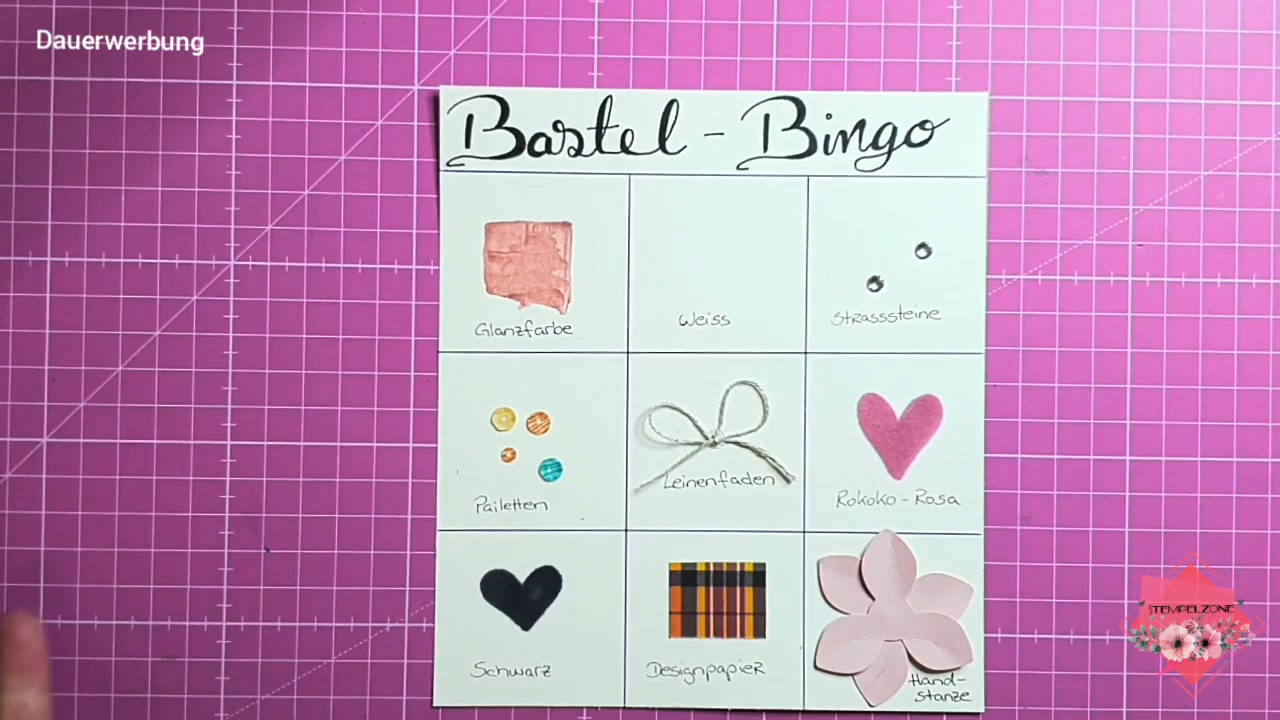 Dauerwerbung
Bastel - Bingo
Glanzfarbe
Weiss
Strasssteine
Pailetten
Leinenfaden
Rokoko - Rosa
Schwarz
Designpapier
Hand-
stanze
STEMPELZONE